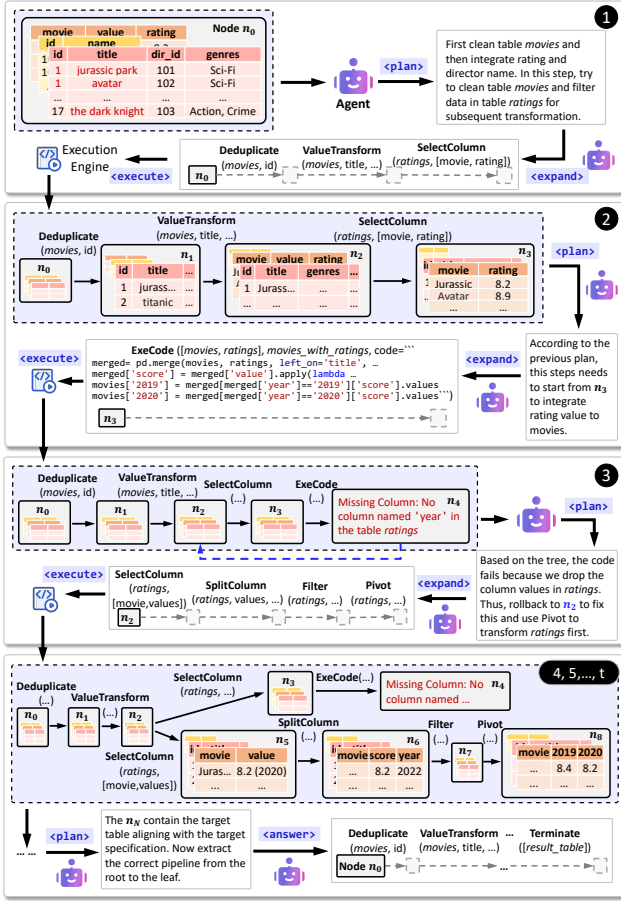 1
Node n0
movie value rating
id name
id title dir_id genres
1 jurassic park 101 Sci-Fi
1 avatar 102 Sci-Fi
... ... ... ...
17 the dark knight 103 Action, Crime
Agent
<plan>
First clean table movies and
then integrate rating and
director name. In this step, try
to clean table movies and filter
data in table ratings for
subsequent transformation.
<expand>
Deduplicate
(movies, id)
ValueTransform
(movies, title, ...)
SelectColumn
(ratings, [movie, rating])
n0
<execute>
Execution
Engine
2
Deduplicate
(movies, id)
ValueTransform
(movies, title, ...)
SelectColumn
(ratings, [movie, rating])
n0
n1
id title ...
1 jurass... ...
2 titanic
... ... ...
n2
movie value rating
id title genres ...
1 Jurass...
... ... ... ...
n3
movie rating
Jurassic 8.2
Avatar 8.9
... ...
<plan>
According to the
previous plan,
this steps needs
to start from n3
to integrate
rating value to
movies.
<expand>
ExeCode ([movies, ratings], movies_with_ratings, code=```
merged= pd.merge(movies, ratings, left_on='title', …
merged['score'] = merged['value'].apply(lambda …
movies['2019'] = merged[merged['year']=='2019']['score'].values
movies['2020'] = merged[merged['year']=='2020']['score'].values```)
n3
<execute>
3
Deduplicate
(movies, id)
ValueTransform
(movies, title, ...)
SelectColumn
(...)
ExeCode
(...)
n0
n1
n2
n3
n4
Missing Column: No
column named 'year' in
the table ratings
<plan>
Based on the tree, the code
fails because we drop the
column values in ratings.
Thus, rollback to n2 to fix
this and use Pivot to
transform ratings first.
<expand>
SelectColumn
(ratings,
[movie,values])
SplitColumn
(ratings, values, ...)
Filter
(ratings, ...)
Pivot
(ratings, ...)
n2
<execute>
4, 5,..., t
Deduplicate
(...)
ValueTransform
(...)
n0
n1
n2
SelectColumn
(ratings, ...)
n3
ExeCode(...)
Missing Column: No
column named ...
n4
SelectColumn
(ratings,
[movie,values])
n5
movie value
Juras... 8.2 (2020)
... ...
SplitColumn
(...)
n6
movie score year
... 8.2 2022
... ... ...
Filter
(...)
n7
Pivot
(...)
n8
movie 2019 2020
... 8.4 8.2
... ... ...
... ...
<plan>
The nN contain the target
table aligning with the target
specification. Now extract
the correct pipeline from the
root to the leaf.
<answer>
Deduplicate
(movies, id)
ValueTransform
(movies, title, ...)
...
Terminate
([result_table])
Node n0
...